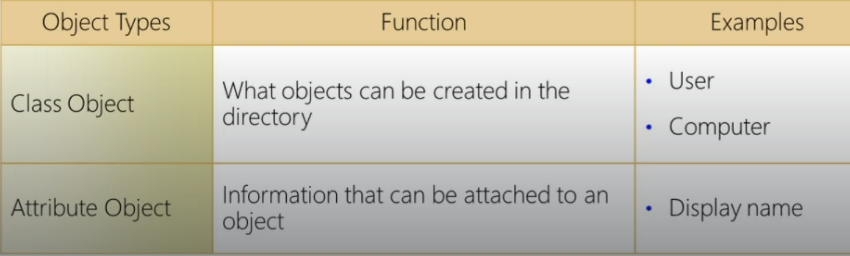 Object Types
Function
Examples
Class Object
What objects can be created in the
directory
• User
• Computer
Attribute Object
Information that can be attached to an
object
• Display name